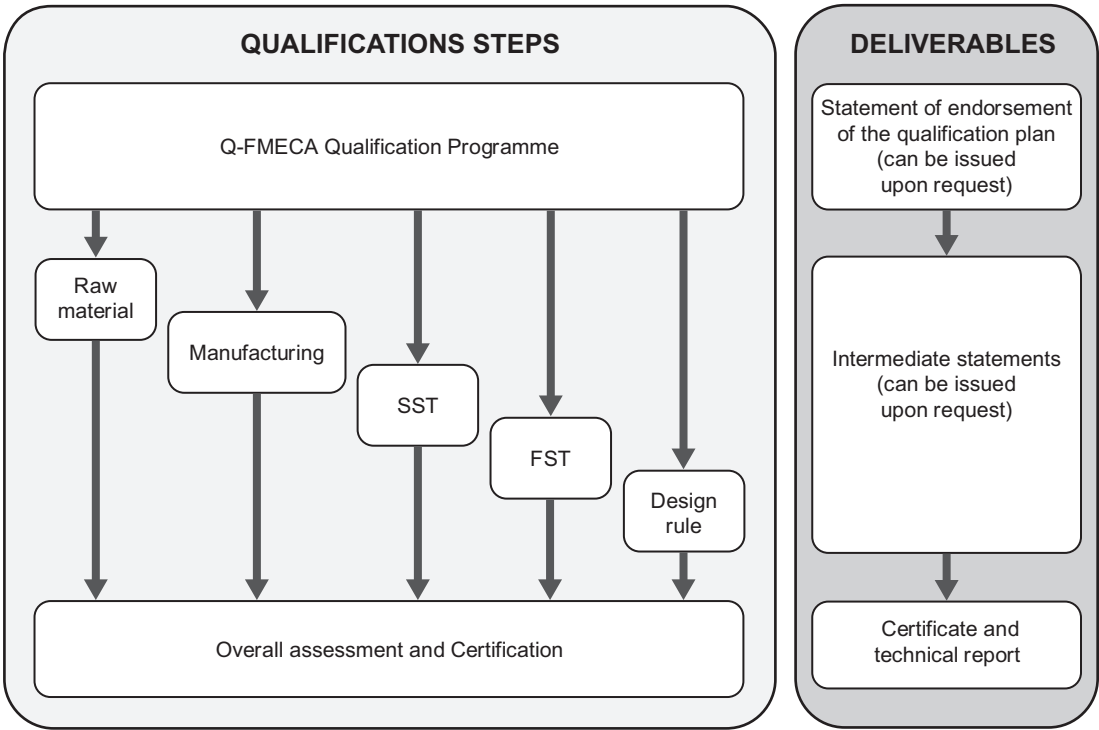 QUALIFICATIONS STEPS
Q-FMECA Qualification Programme
Raw
material
Manufacturing
SST
FST
Design
rule
Overall assessment and Certification
DELIVERABLES
Statement of endorsement
of the qualification plan
(can be issued
upon request)
Intermediate statements
(can be issued
upon request)
Certificate and
technical report